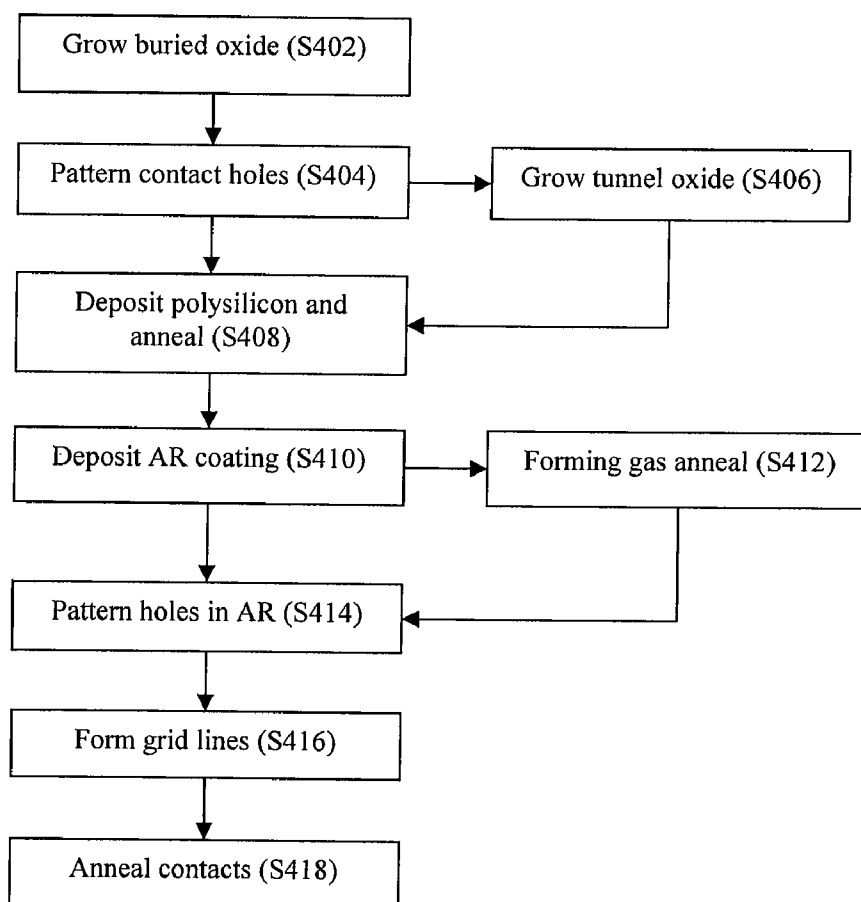 Grow buried oxide (S402)
Pattern contact holes (S404)
Grow tunnel oxide (S406)
Deposit polysilicon and
anneal (S408)
Deposit AR coating (S410)
Forming gas anneal (S412)
Pattern holes in AR (S414)
Form grid lines (S416)
Anneal contacts (S418)